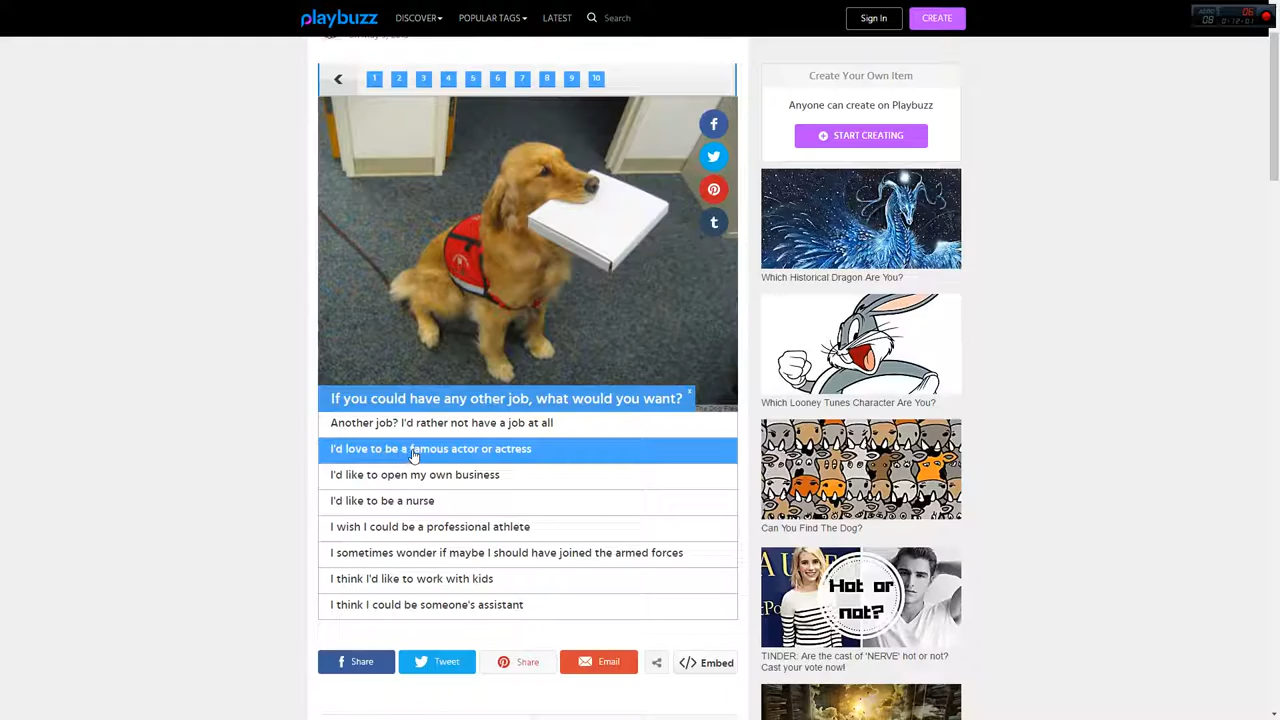 playbuzz
DISCOVER
POPULAR TAGS
LATEST
Search
Sign In
CREATE
1 2 3 4 5 6 7 8 9 10
If you could have any other job, what would you want?
x
Another job? I'd rather not have a job at all
I'd love to be a famous actor or actress
I'd like to open my own business
I'd like to be a nurse
I wish I could be a professional athlete
I sometimes wonder if maybe I should have joined the armed forces
I think I'd like to work with kids
I think I could be someone's assistant
Share
Tweet
Share
Email
Embed
Create Your Own Item
Anyone can create on Playbuzz
START CREATING
Which Historical Dragon Are You?
Which Looney Tunes Character Are You?
Can You Find The Dog?
Hot or
not?
TINDER: Are the cast of 'NERVE' hot or not?
Cast your vote now!